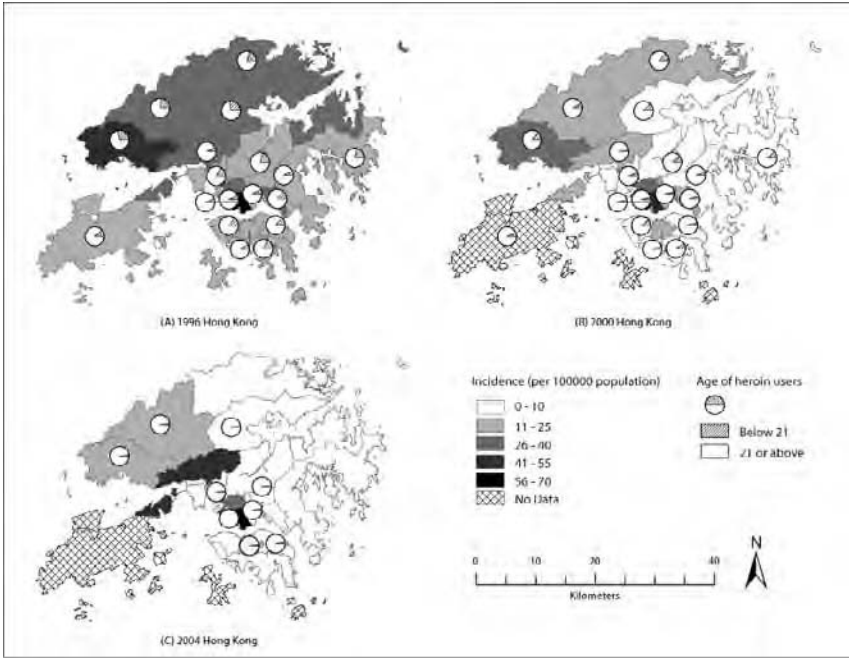 (A) 1996 Hong Kong
(B) 2000 Hong Kong
(C) 2004 Hong Kong
Incidence (per 100000 population)
0 - 10
11 - 25
26 - 40
41 - 55
56 - 70
No Data
Age of heroin users
Below 21
21 or above
0 10 20 40
Kilometers
N